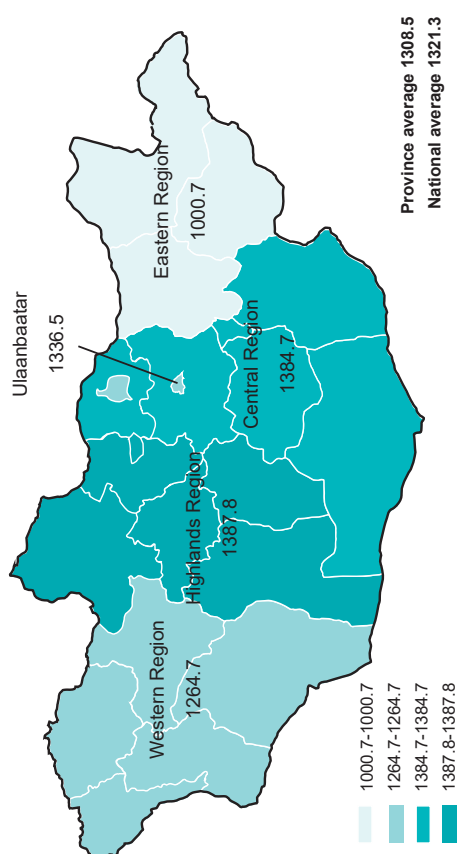 Ulaanbaatar
1336.5
Eastern Region
1000.7
Central Region
1384.7
Highlands Region
1387.8
Western Region
1264.7
Province average 1308.5
National average 1321.3
1000.7-1000.7
1264.7-1264.7
1384.7-1384.7
1387.8-1387.8